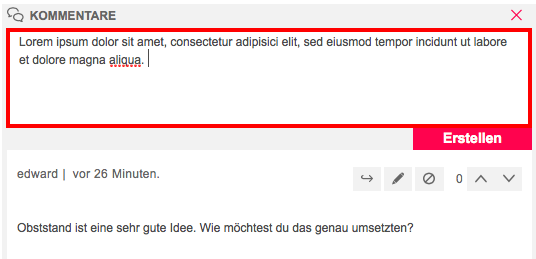 KOMMENTARE
Lorem ipsum dolor sit amet, consectetur adipisici elit, sed eiusmod tempor incidunt ut labore
et dolore magna aliqua.
Erstellen
edward | vor 26 Minuten.
0
Obststand ist eine sehr gute Idee. Wie möchtest du das genau umsetzten?